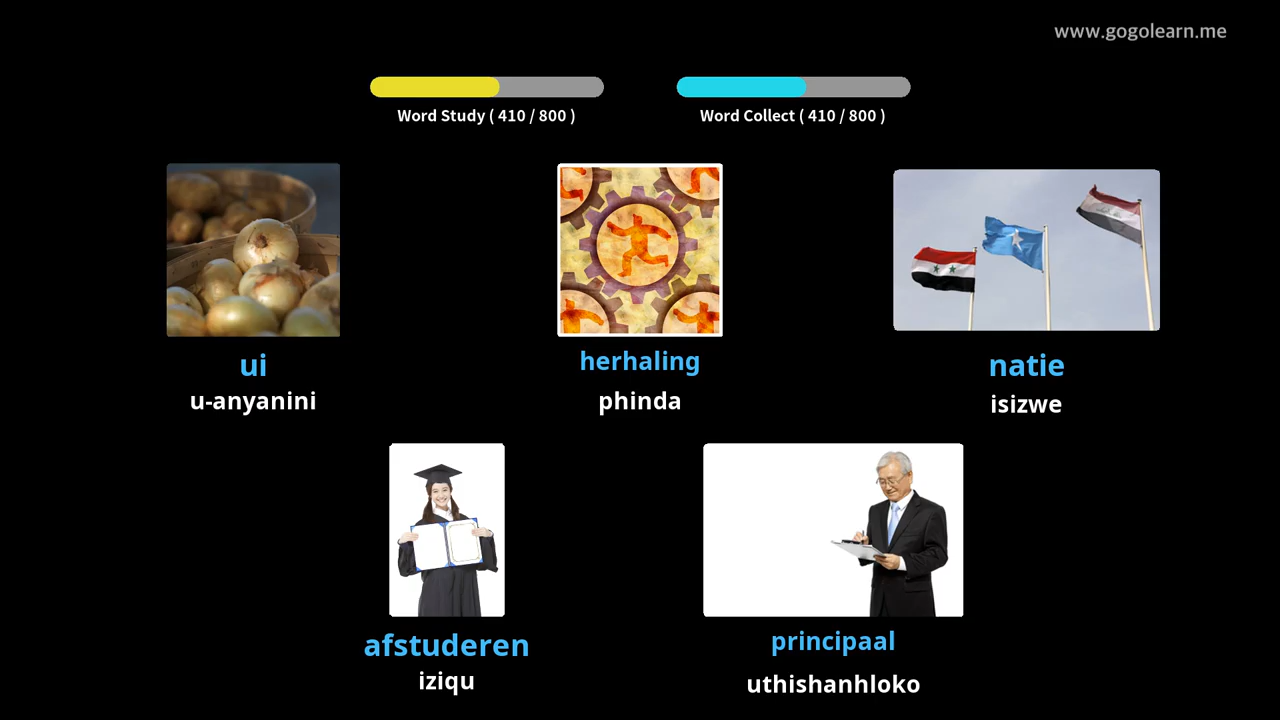 www.gogolearn.me
Word Study ( 410 / 800 )
Word Collect ( 410 / 800 )
ui
u-anyanini
herhaling
phinda
natie
isizwe
afstuderen
iziqu
principaal
uthishanhloko